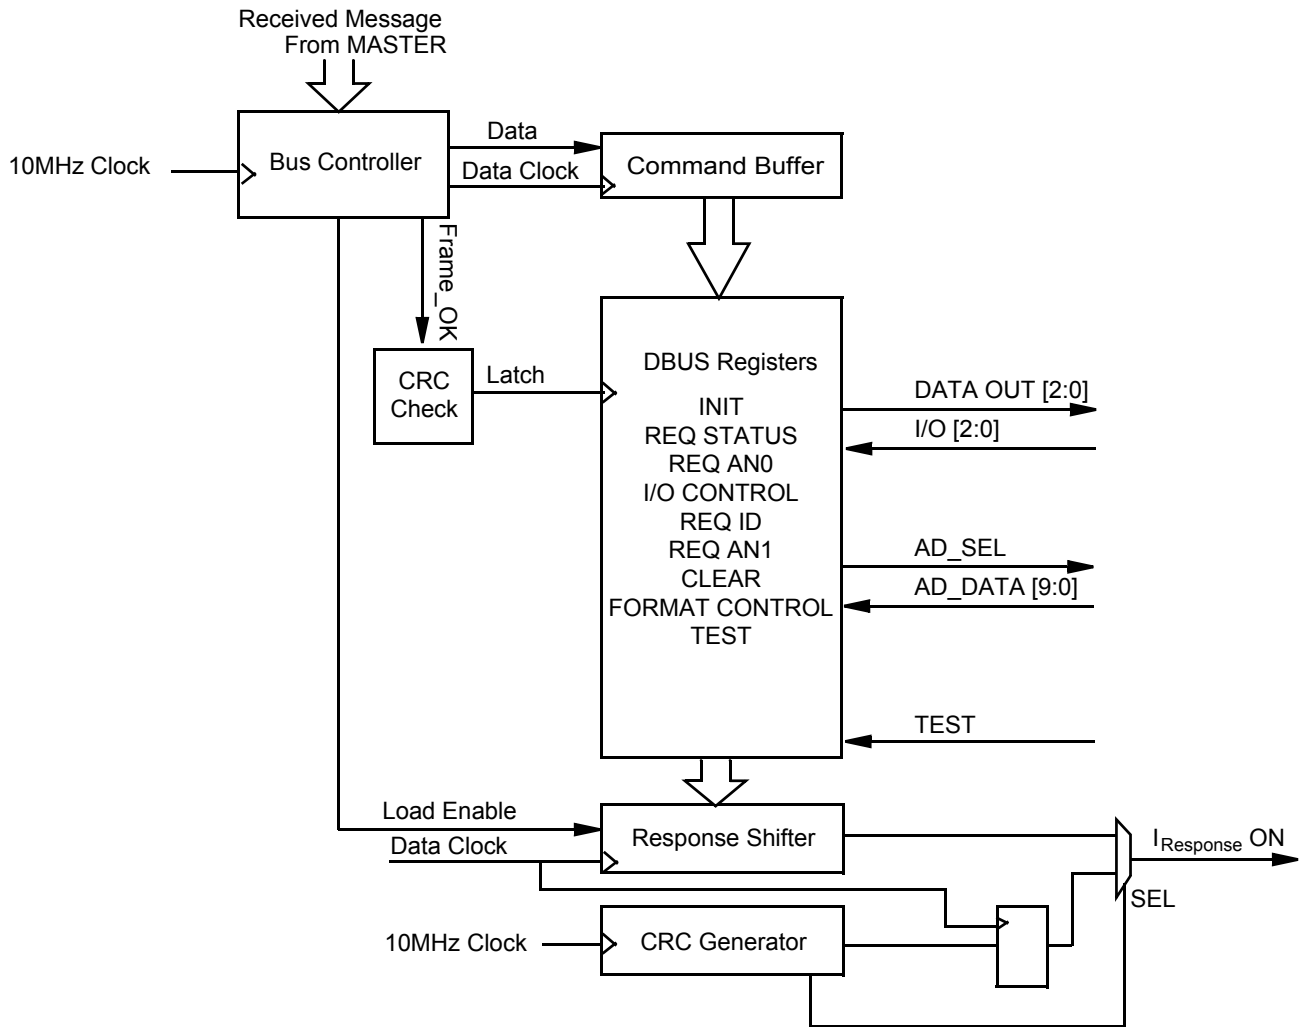 Received Message
From MASTER
10MHz Clock
Bus Controller
Data
Data Clock
Command Buffer
Frame_OK
CRC
Check
Latch
DBUS Registers
INIT
REQ STATUS
REQ AN0
I/O CONTROL
REQ ID
REQ AN1
CLEAR
FORMAT CONTROL
TEST
DATA OUT [2:0]
I/O [2:0]
AD_SEL
AD_DATA [9:0]
TEST
Load Enable
Data Clock
Response Shifter
IResponse ON
SEL
10MHz Clock
CRC Generator